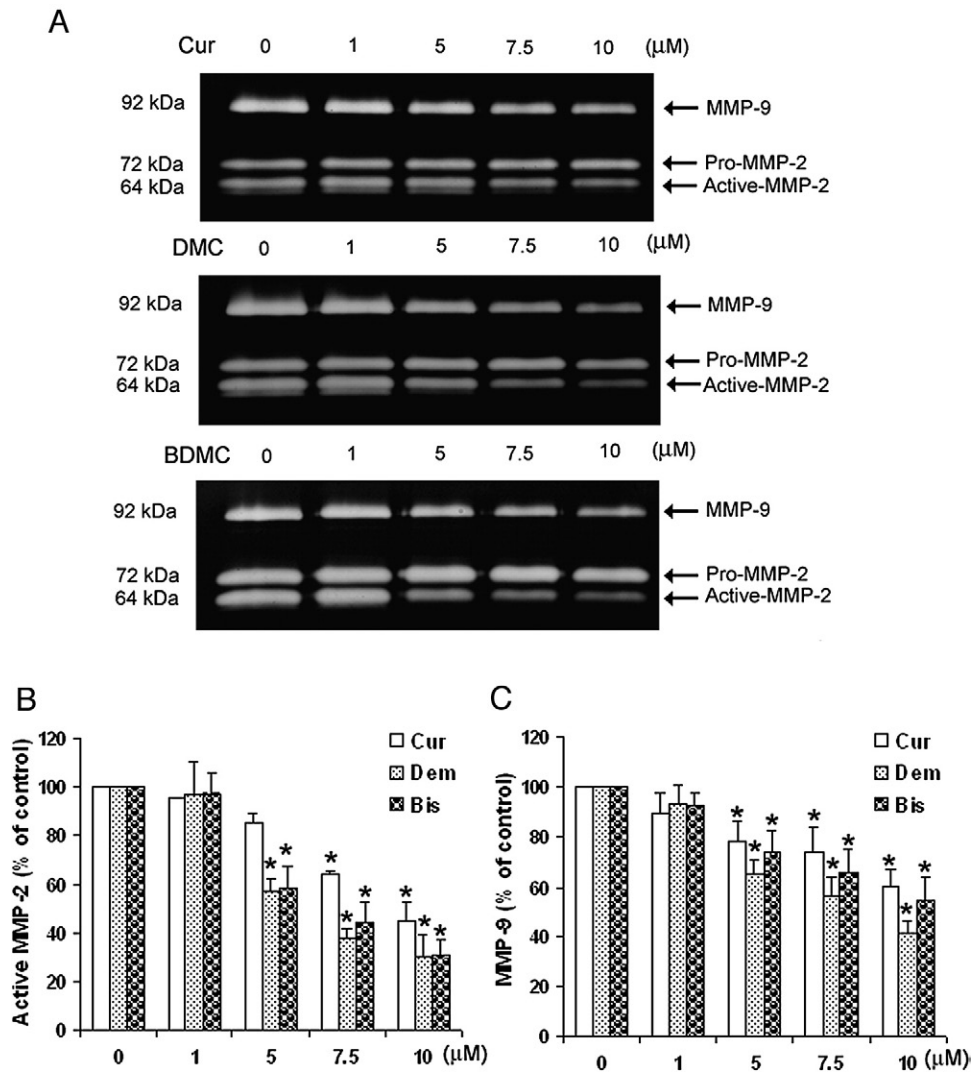 A
Cur 0 1 5 7.5 10 (μM)
92 kDa MMP-9
72 kDa Pro-MMP-2
64 kDa Active-MMP-2
DMC 0 1 5 7.5 10 (μM)
92 kDa MMP-9
72 kDa Pro-MMP-2
64 kDa Active-MMP-2
BDMC 0 1 5 7.5 10 (μM)
92 kDa MMP-9
72 kDa Pro-MMP-2
64 kDa Active-MMP-2
B
Active MMP-2 (% of control)
120
100
80
60
40
20
0
Cur
Dem
Bis
* *
* * *
* * *
0 1 5 7.5 10 (μM)
C
MMP-9 (% of control)
120
100
80
60
40
20
0
Cur
Dem
Bis
* * *
* * *
* * *
0 1 5 7.5 10 (μM)